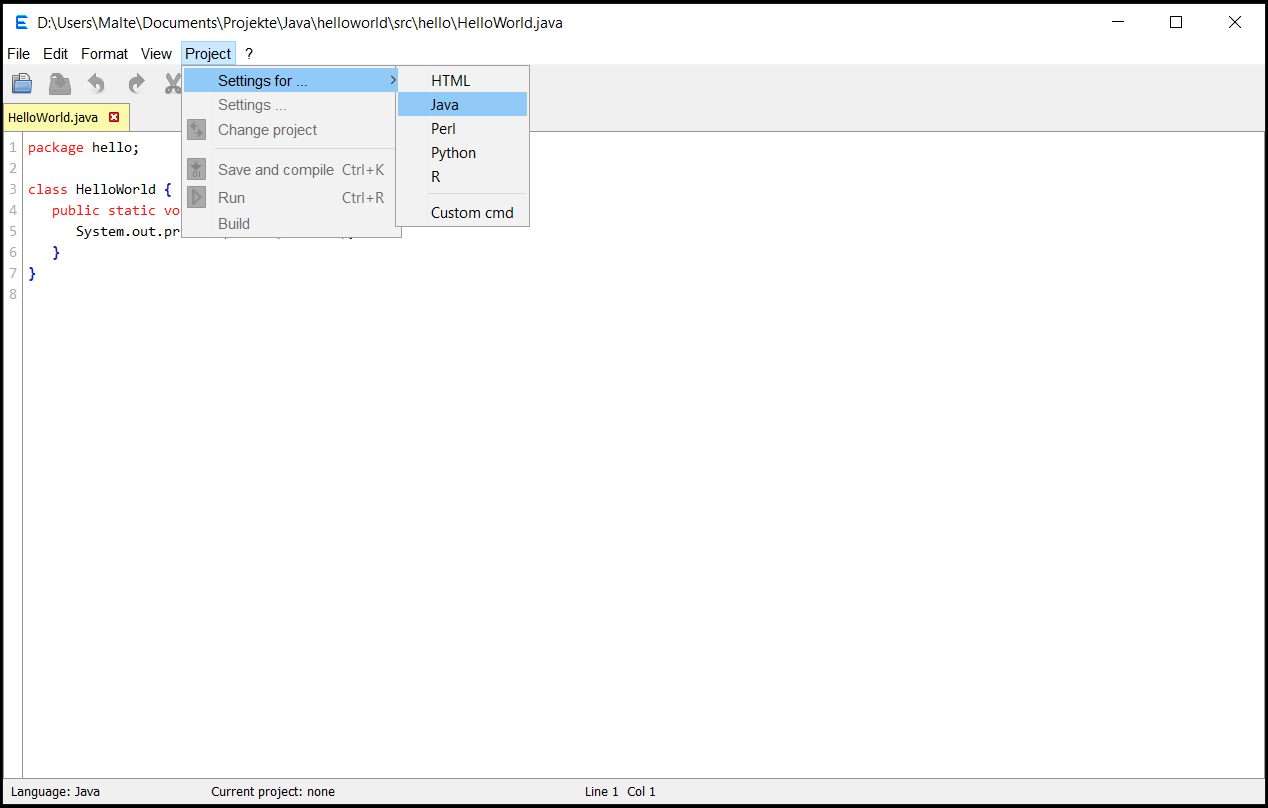 D:\Users\Malte\Documents\Projekte\Java\helloworld\src\hello\HelloWorld.java
File Edit Format View Project ?
Settings for ... HTML
Settings ... Java
Change project Perl
Python
Save and compile Ctrl+K R
Run Ctrl+R Custom cmd
Build
HelloWorld.java
1 package hello;
2
3 class HelloWorld {
4 public static vo
5 System.out.pr
6 }
7 }
8
Language: Java Current project: none Line 1 Col 1